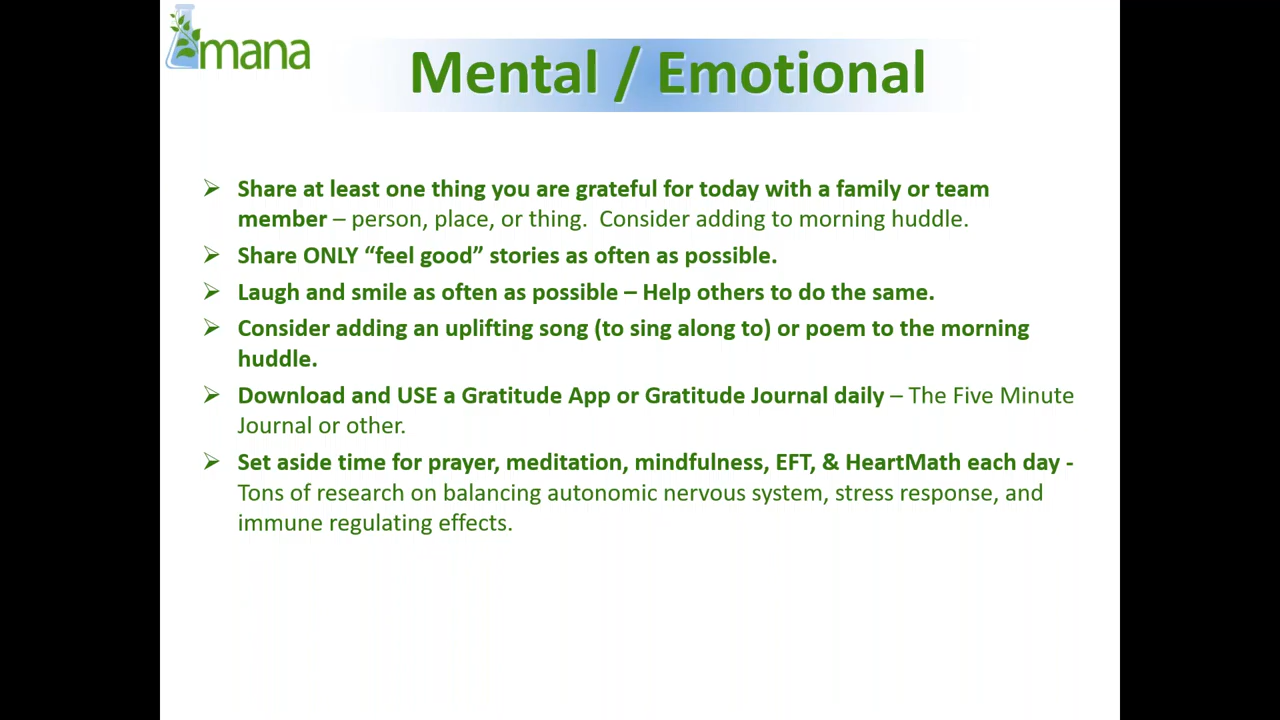 mana
Mental / Emotional
➢ Share at least one thing you are grateful for today with a family or team
member – person, place, or thing.  Consider adding to morning huddle.
➢ Share ONLY “feel good” stories as often as possible.
➢ Laugh and smile as often as possible – Help others to do the same.
➢ Consider adding an uplifting song (to sing along to) or poem to the morning
huddle.
➢ Download and USE a Gratitude App or Gratitude Journal daily – The Five Minute
Journal or other.
➢ Set aside time for prayer, meditation, mindfulness, EFT, & HeartMath each day -
Tons of research on balancing autonomic nervous system, stress response, and
immune regulating effects.